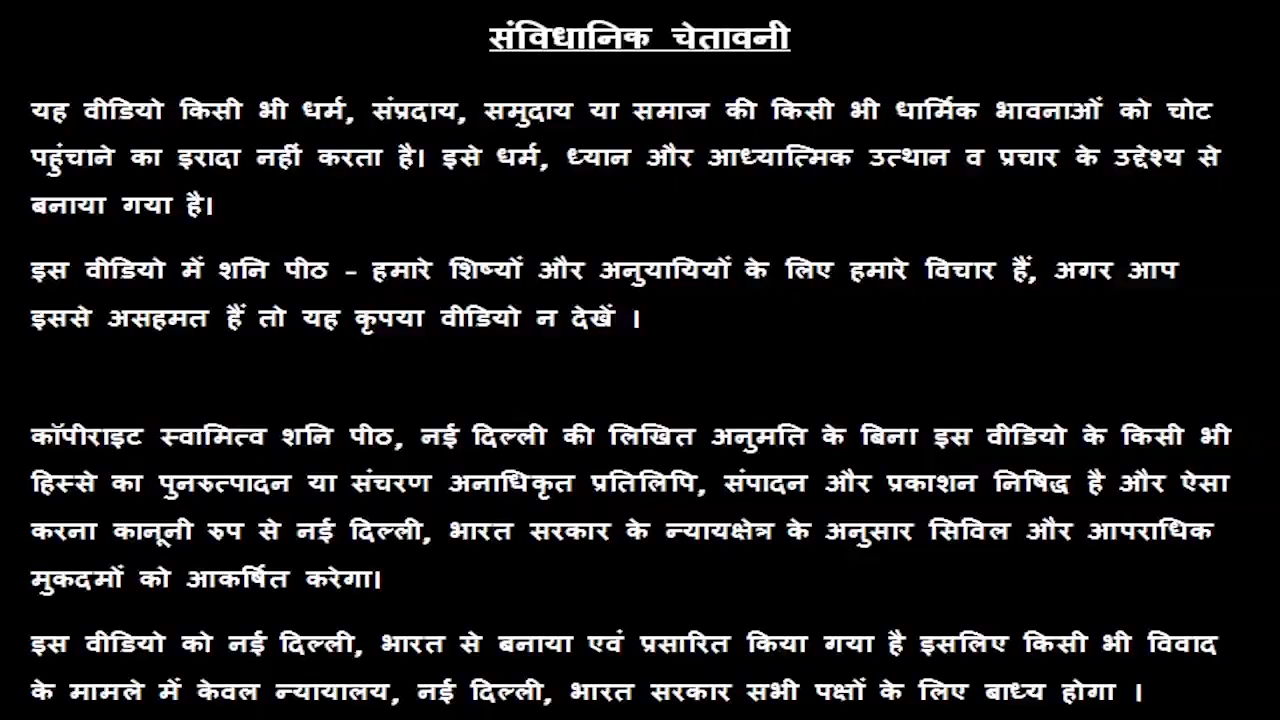 संविधानिक चेतावनी
यह वीडियो किसी भी धर्म, संप्रदाय, समुदाय या समाज की किसी भी धार्मिक भावनाओं को चोट
पहुंचाने का इरादा नहीं करता है। इसे धर्म, ध्यान और आध्यात्मिक उत्थान व प्रचार के उद्देश्य से
बनाया गया है।
इस वीडियो में शनि पीठ – हमारे शिष्यों और अनुयायियों के लिए हमारे विचार हैं, अगर आप
इससे असहमत हैं तो यह कृपया वीडियो न देखें ।
कॉपीराइट स्वामित्व शनि पीठ, नई दिल्ली की लिखित अनुमति के बिना इस वीडियो के किसी भी
हिस्से का पुनरुत्पादन या संचरण अनाधिकृत प्रतिलिपि, संपादन और प्रकाशन निषिद्ध है और ऐसा
करना कानूनी रुप से नई दिल्ली, भारत सरकार के न्यायक्षेत्र के अनुसार सिविल और आपराधिक
मुकदमों को आकर्षित करेगा।
इस वीडियो को नई दिल्ली, भारत से बनाया एवं प्रसारित किया गया है इसलिए किसी भी विवाद
के मामले में केवल न्यायालय, नई दिल्ली, भारत सरकार सभी पक्षों के लिए बाध्य होगा ।